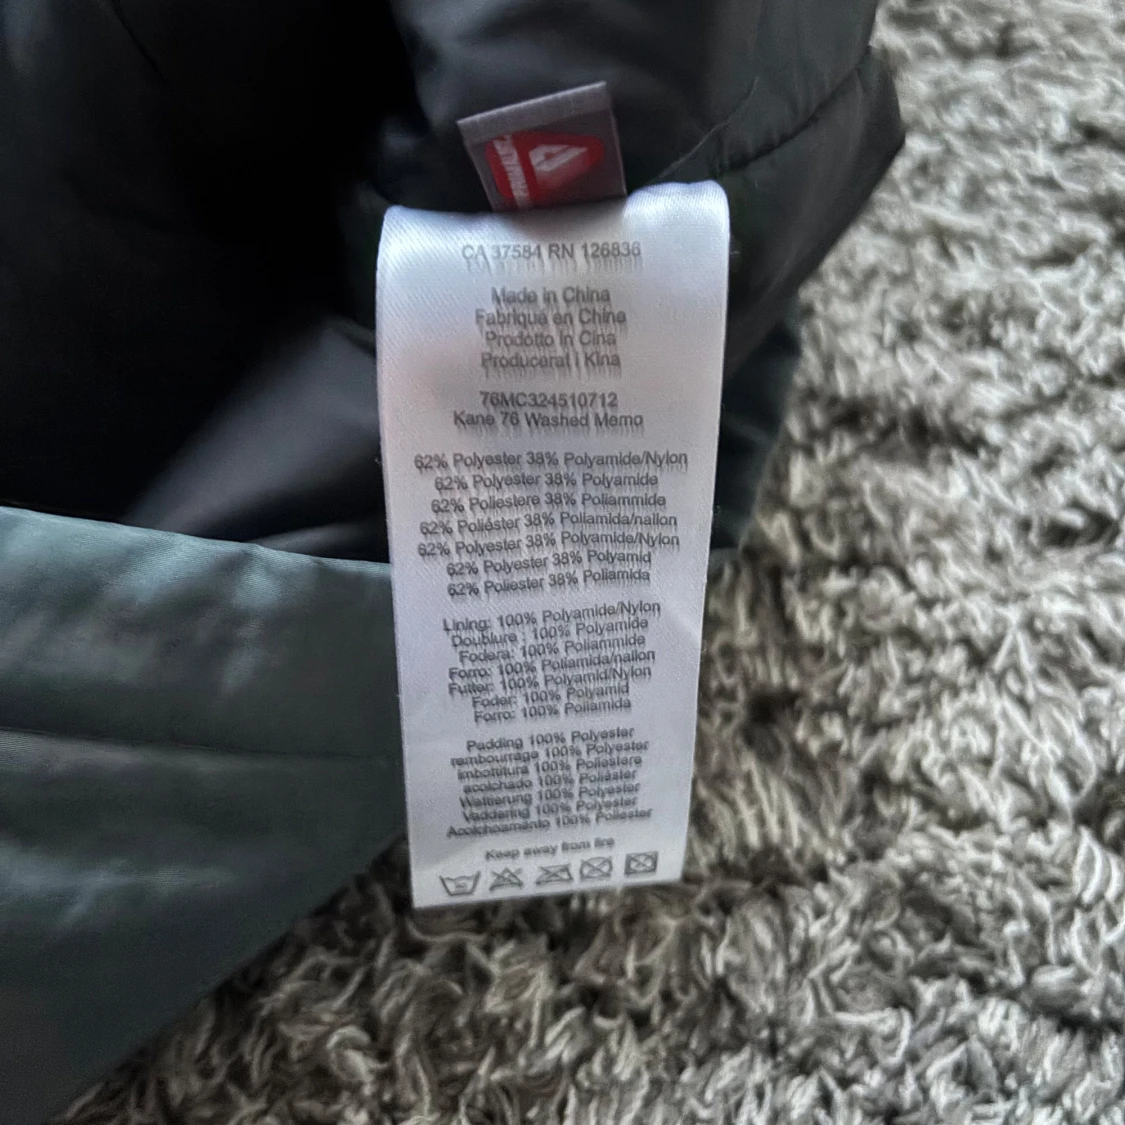 CA 37584 RN 126836
Made in China
Fabriqué en Chine
Prodotto in Cina
Producerat i Kina
76MC324510712
Kane 76 Washed Memo
62% Polyester 38% Polyamide/Nylon
62% Polyester 38% Polyamide
62% Poliestere 38% Poliammide
62% Poliéster 38% Poliamida/nailon
62% Polyester 38% Polyamide/Nylon
62% Polyester 38% Polyamid
62% Poliester 38% Poliamida
Lining: 100% Polyamide/Nylon
Doublure : 100% Polyamide
Fodera: 100% Poliammide
Forro: 100% Poliamida/nailon
Futter: 100% Polyamid/Nylon
Foder: 100% Polyamid
Forro: 100% Poliamida
Padding 100% Polyester
rembourrage 100% Polyester
imbottitura 100% Poliestere
acolchado 100% Poliéster
Wattierung 100% Polyester
Vaddering 100% Polyester
Acolchoamento 100% Poliester
Keep away from fire